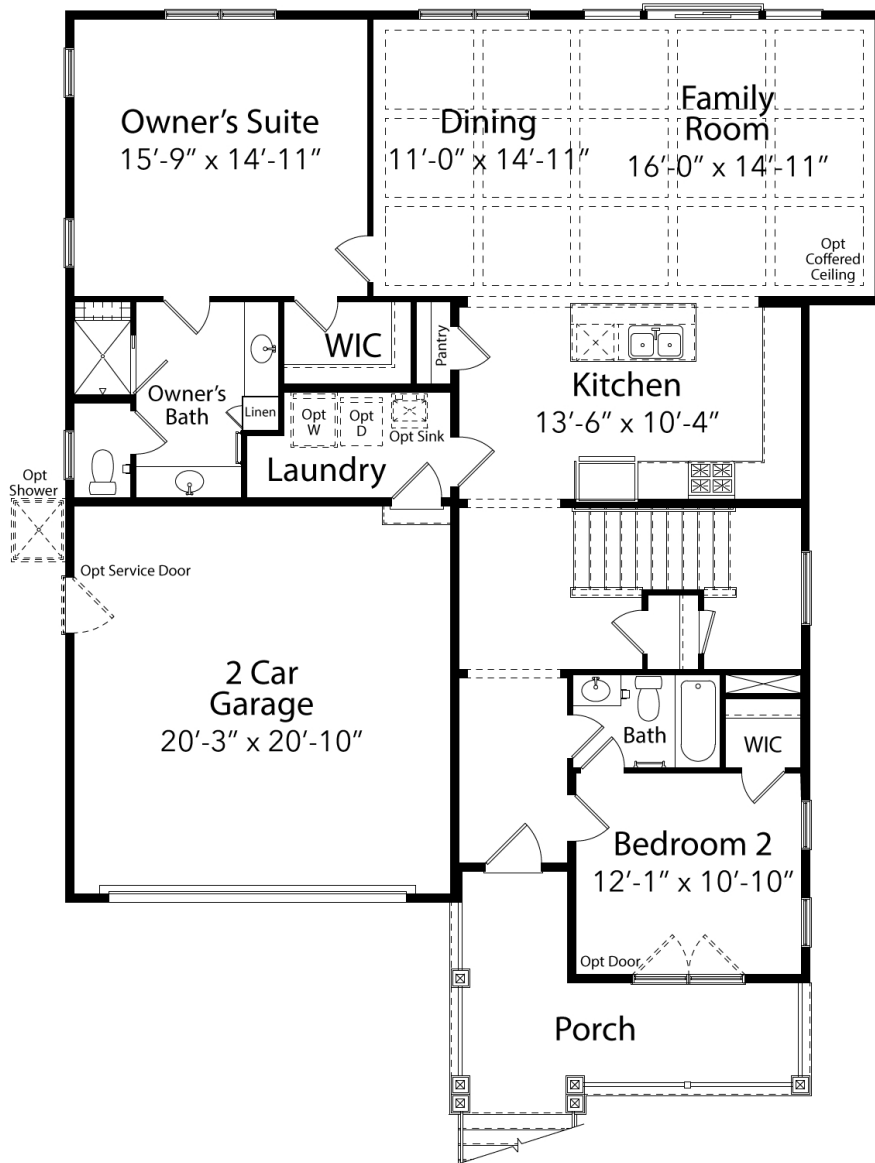 Owner’s Suite
15’-9” x 14’-11”
Dining
11’-0” x 14’-11”
Family
Room
16’-0” x 14’-11”
Opt
Coffered
Ceiling
WIC
Pantry
Kitchen
13’-6” x 10’-4”
Owner’s
Bath
Linen
Opt
W
Opt
D
Opt Sink
Laundry
Opt
Shower
Opt Service Door
2 Car
Garage
20’-3” x 20’-10”
Bath
WIC
Bedroom 2
12’-1” x 10’-10”
Opt Door
Porch